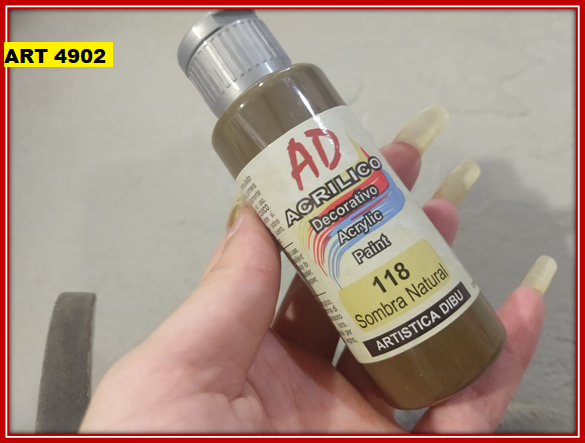 ART 4902
AD
ACRILICO
Decorativo
Acrylic
Paint
118
Sombra Natural
ARTISTICA DIBU